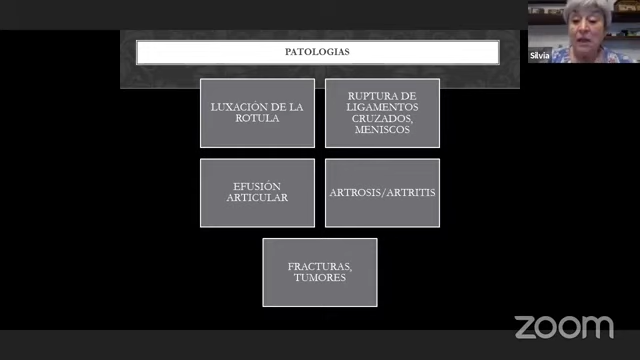 PATOLOGIAS
Silvia
LUXACIÓN DE LA
ROTULA
RUPTURA DE
LIGAMENTOS
CRUZADOS,
MENISCOS
EFUSIÓN
ARTICULAR
ARTROSIS/ARTRITIS
FRACTURAS,
TUMORES
zoom